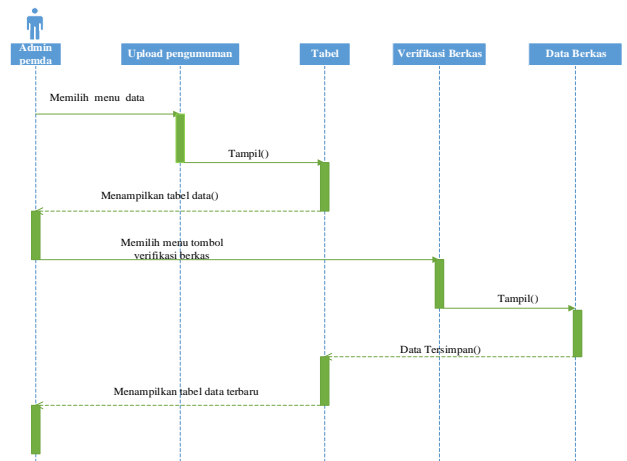 Admin
pemda
Upload pengumuman
Tabel
Verifikasi Berkas
Data Berkas
Memilih menu data
Tampil()
Menampilkan tabel data()
Memilih menu tombol
verifikasi berkas
Tampil()
Data Tersimpan()
Menampilkan tabel data terbaru